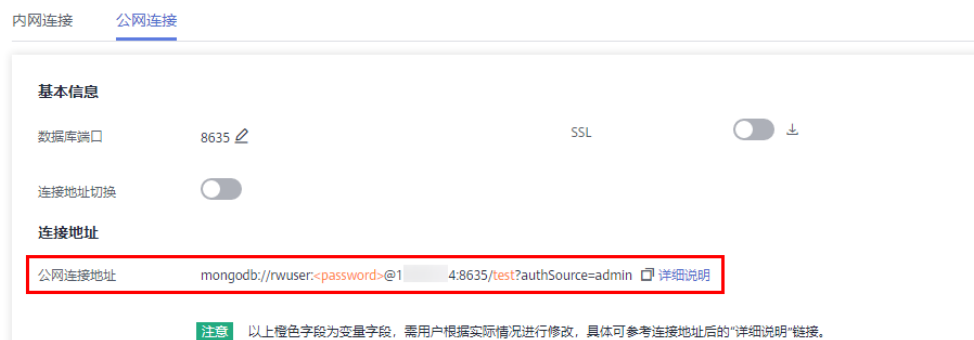 内网连接 公网连接
基本信息
数据库端口 8635 SSL
连接地址切换
连接地址
公网连接地址 mongodb://rwuser:<password>@1 4:8635/test?authSource=admin 详细说明
注意 以上橙色字段为变量字段，需用户根据实际情况进行修改，具体可参考连接地址后的“详细说明”链接。